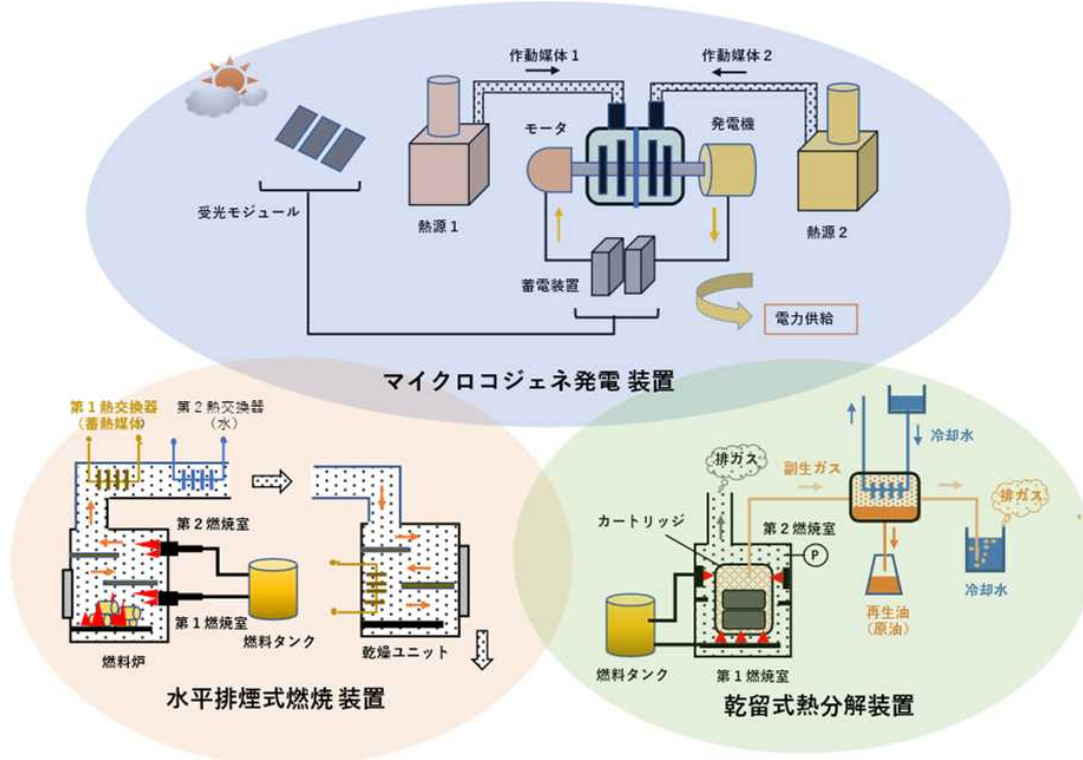 作動媒体1
作動媒体2
モータ
発電機
受光モジュール
熱源1
熱源2
蓄電装置
電力供給
マイクロコジェネ発電 装置
第1熱交換器
(蓄熱媒体)
第2熱交換器
(水)
第2燃焼室
第1燃焼室
燃料タンク
燃料炉
乾燥ユニット
水平排煙式燃焼 装置
排ガス
副生ガス
冷却水
カートリッジ
第2燃焼室
P
排ガス
冷却水
再生油
(原油)
燃料タンク
第1燃焼室
乾留式熱分解装置